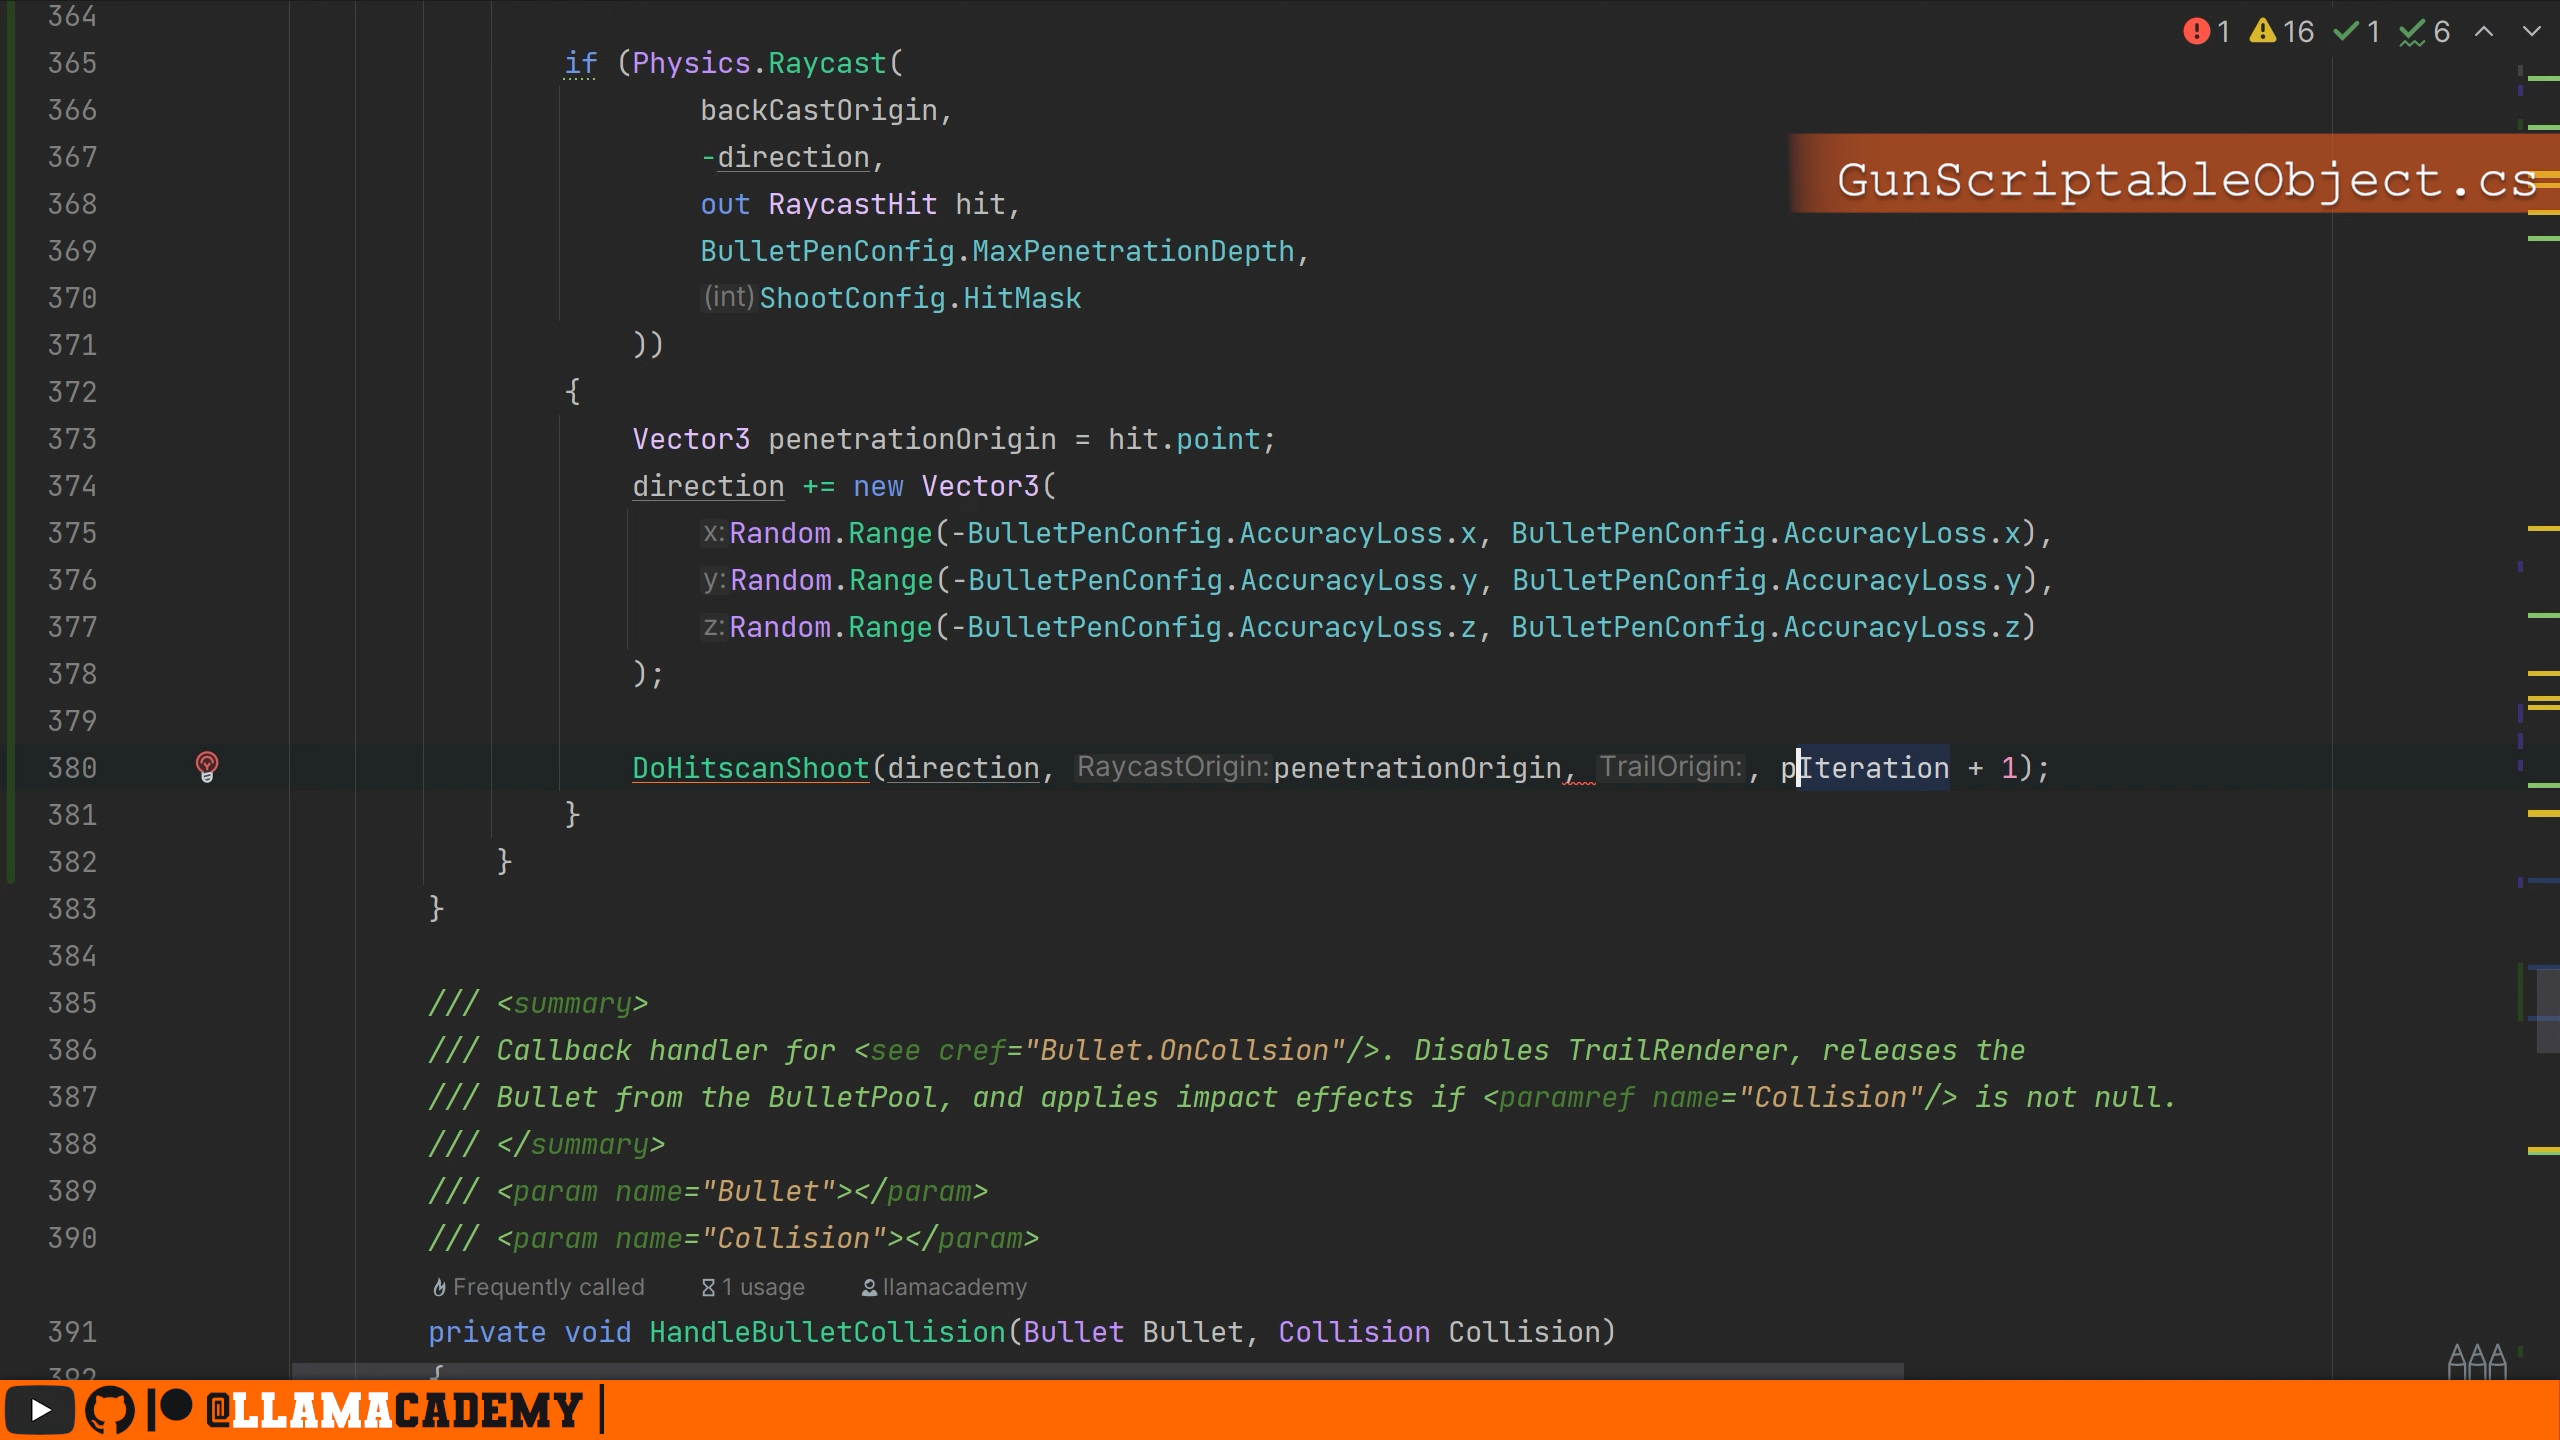 364
1 16 1 6
365 if (Physics.Raycast(
366 backCastOrigin,
367 -direction,
GunScriptableObject.cs
368 out RaycastHit hit,
369 BulletPenConfig.MaxPenetrationDepth,
370 (int)ShootConfig.HitMask
371 ))
372 {
373 Vector3 penetrationOrigin = hit.point;
374 direction += new Vector3(
375 x:Random.Range(-BulletPenConfig.AccuracyLoss.x, BulletPenConfig.AccuracyLoss.x),
376 y:Random.Range(-BulletPenConfig.AccuracyLoss.y, BulletPenConfig.AccuracyLoss.y),
377 z:Random.Range(-BulletPenConfig.AccuracyLoss.z, BulletPenConfig.AccuracyLoss.z)
378 );
379
380 DoHitscanShoot(direction, RaycastOrigin:penetrationOrigin, TrailOrigin:, pIteration + 1);
381 }
382 }
383 }
384
385 /// <summary>
386 /// Callback handler for <see cref="Bullet.OnCollsion"/>. Disables TrailRenderer, releases the
387 /// Bullet from the BulletPool, and applies impact effects if <paramref name="Collision"/> is not null.
388 /// </summary>
389 /// <param name="Bullet"></param>
390 /// <param name="Collision"></param>
Frequently called 1 usage llamacademy
391 private void HandleBulletCollision(Bullet Bullet, Collision Collision)
392 {
@LLAMACADEMY